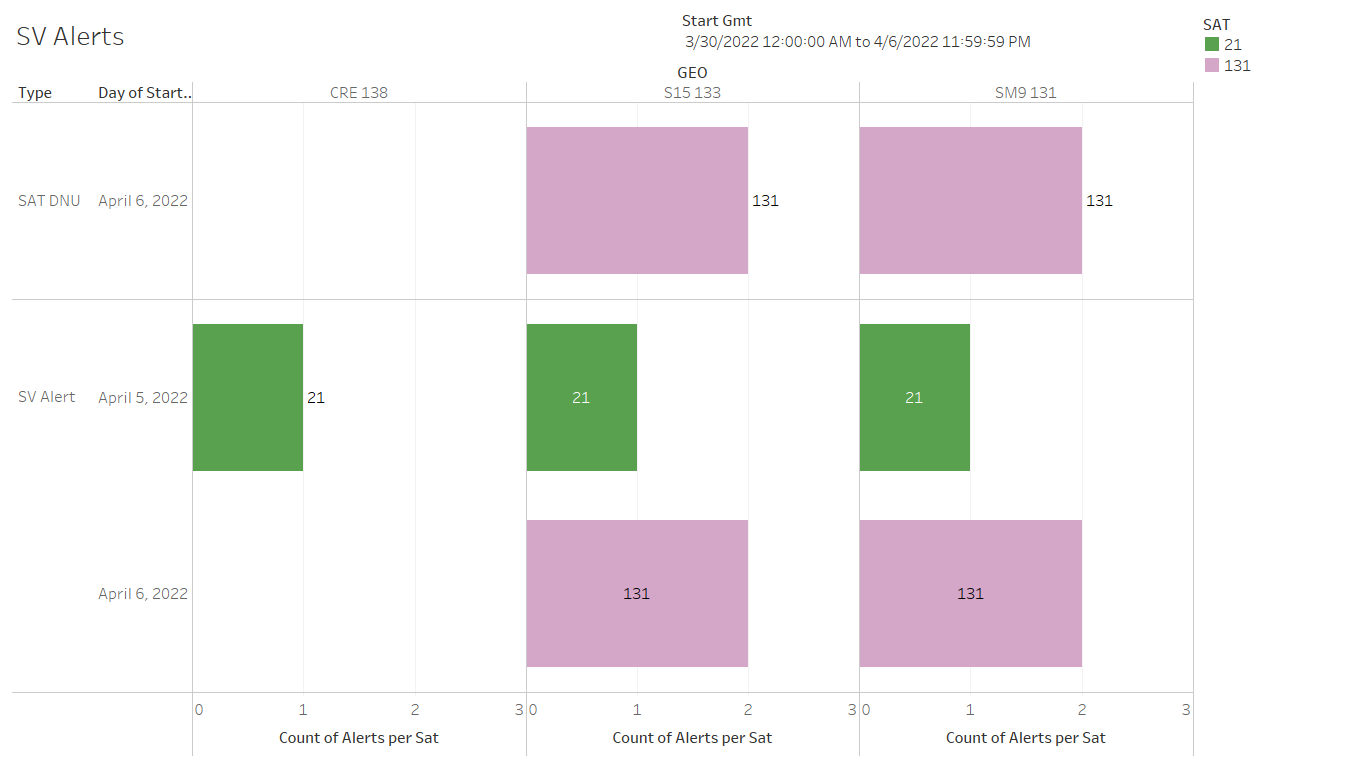 SV Alerts
Start Gmt
3/30/2022 12:00:00 AM to 4/6/2022 11:59:59 PM
SAT
21
131
GEO
Type Day of Start.. CRE 138 S15 133 SM9 131
SAT DNU April 6, 2022 131 131
SV Alert April 5, 2022 21 21 21
April 6, 2022 131 131
0 1 2 3 0 1 2 3 0 1 2 3
Count of Alerts per Sat Count of Alerts per Sat Count of Alerts per Sat